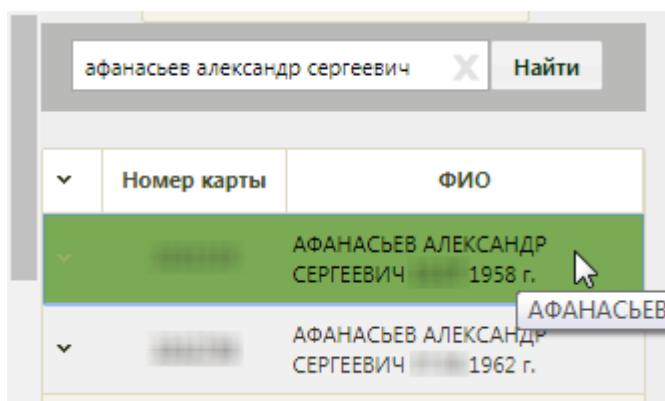 афанасьев александр сергеевич X Найти
Номер карты ФИО
АФАНАСЬЕВ АЛЕКСАНДР
СЕРГЕЕВИЧ 1958 г.
АФАНАСЬЕВ
АФАНАСЬЕВ АЛЕКСАНДР
СЕРГЕЕВИЧ 1962 г.